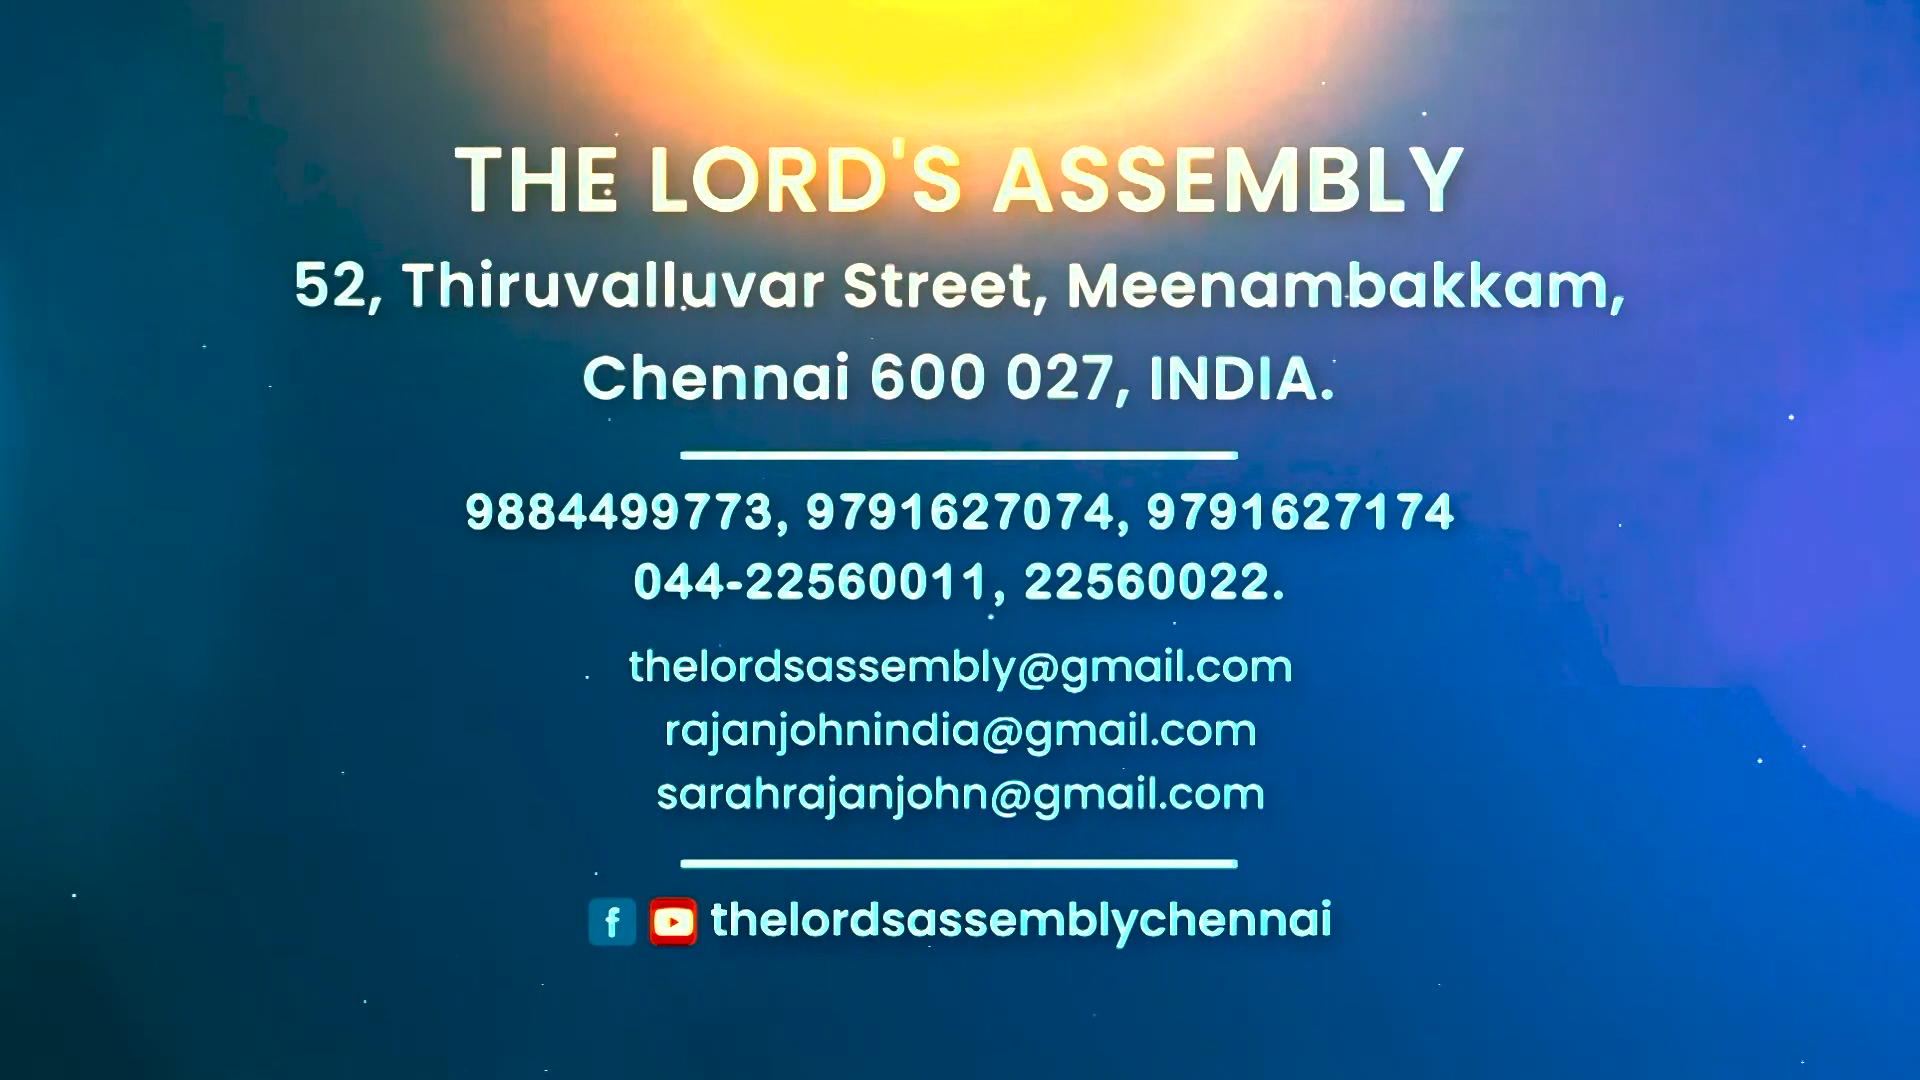 THE LORD'S ASSEMBLY
52, Thiruvalluvar Street, Meenambakkam,
Chennai 600 027, INDIA.
9884499773, 9791627074, 9791627174
044-22560011, 22560022.
thelordsassembly@gmail.com
rajanjohnindia@gmail.com
sarahrajanjohn@gmail.com
f thelordsassemblychennai